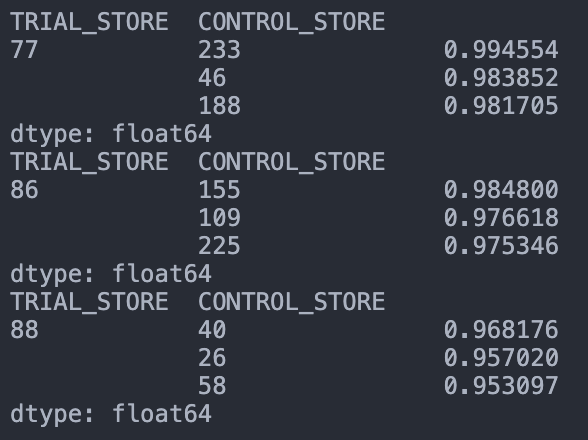 TRIAL_STORE  CONTROL_STORE
77           233              0.994554
             46               0.983852
             188              0.981705
dtype: float64
TRIAL_STORE  CONTROL_STORE
86           155              0.984800
             109              0.976618
             225              0.975346
dtype: float64
TRIAL_STORE  CONTROL_STORE
88           40               0.968176
             26               0.957020
             58               0.953097
dtype: float64